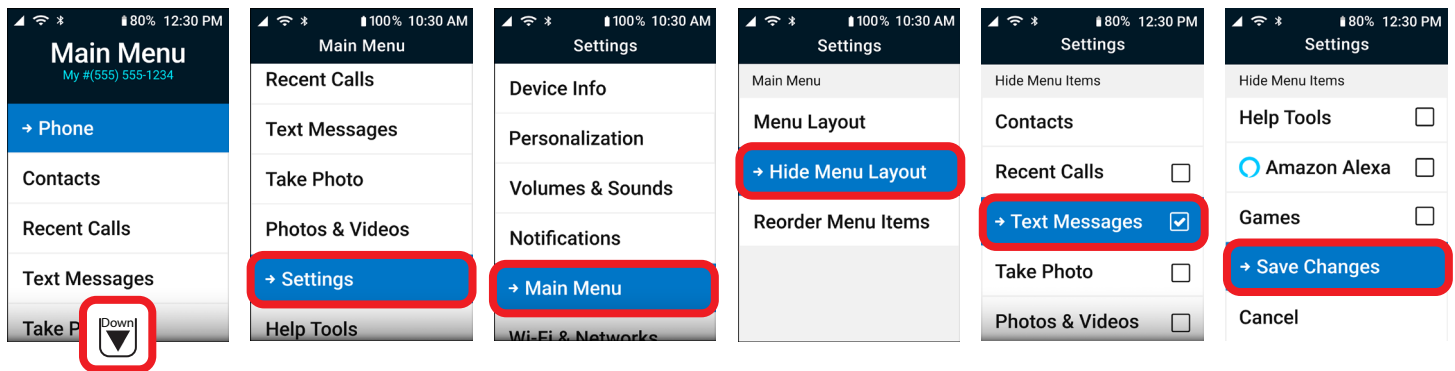 80% 12:30 PM
Main Menu
My #(555) 555-1234
→ Phone
Contacts
Recent Calls
Text Messages
Take P
Down
100% 10:30 AM
Main Menu
Recent Calls
Text Messages
Take Photo
Photos & Videos
→ Settings
Help Tools
100% 10:30 AM
Settings
Device Info
Personalization
Volumes & Sounds
Notifications
→ Main Menu
Wi-Fi & Networks
100% 10:30 AM
Settings
Main Menu
Menu Layout
→ Hide Menu Layout
Reorder Menu Items
80% 12:30 PM
Settings
Hide Menu Items
Contacts
Recent Calls
→ Text Messages
Take Photo
Photos & Videos
80% 12:30 PM
Settings
Hide Menu Items
Help Tools
Amazon Alexa
Games
→ Save Changes
Cancel